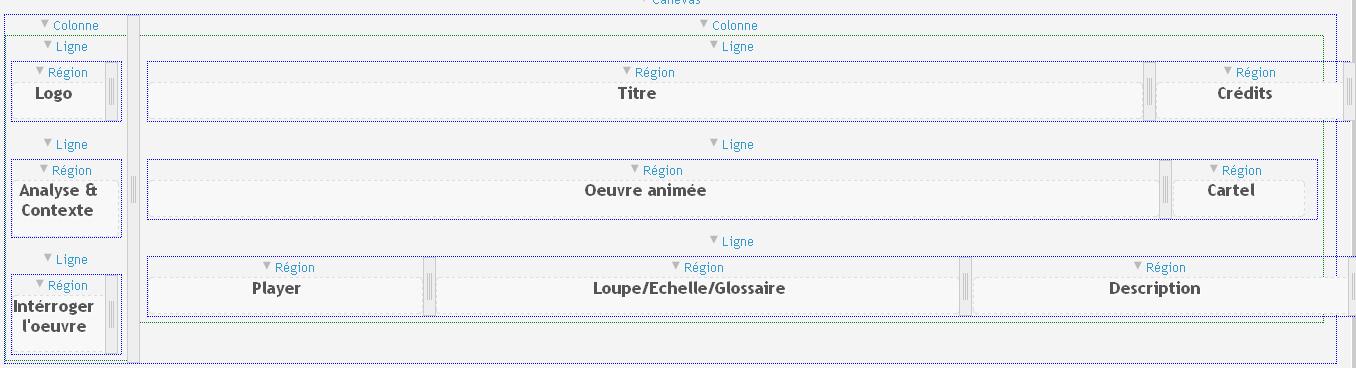 Canevas
Colonne
Colonne
Ligne
Ligne
Région
Région
Région
Logo
Titre
Crédits
Ligne
Ligne
Région
Région
Région
Analyse &
Contexte
Oeuvre animée
Cartel
Ligne
Ligne
Région
Région
Région
Player
Loupe/Echelle/Glossaire
Description
Région
Intérroger
l'oeuvre